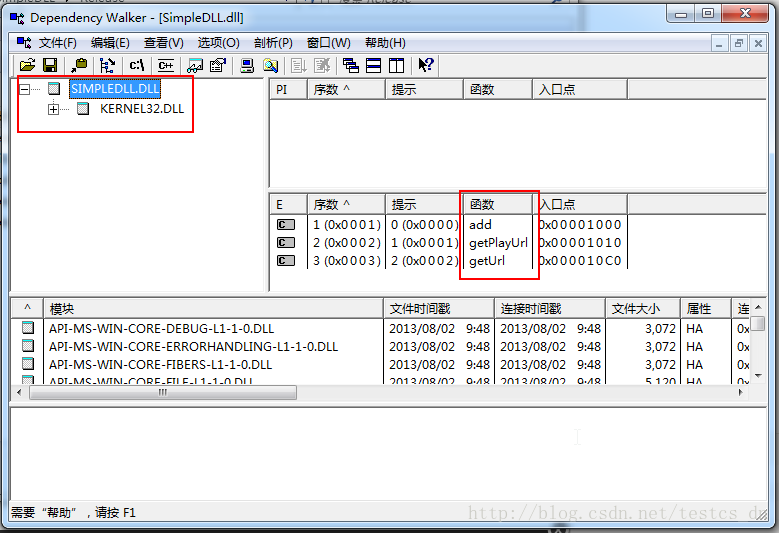 Dependency Walker - [SimpleDLL.dll]
文件(F) 编辑(E) 查看(V) 选项(O) 剖析(P) 窗口(W) 帮助(H)
SIMPLEDLL.DLL
KERNEL32.DLL
PI 序数 ^ 提示 函数 入口点
E 序数 ^ 提示 函数 入口点
C 1 (0x0001) 0 (0x0000) add 0x00001000
C 2 (0x0002) 1 (0x0001) getPlayUrl 0x00001010
C 3 (0x0003) 2 (0x0002) getUrl 0x000010C0
^ 模块 文件时间戳 连接时间戳 文件大小 属性 连
API-MS-WIN-CORE-DEBUG-L1-1-0.DLL 2013/08/02 9:48 2013/08/02 9:48 3,072 HA 0x
API-MS-WIN-CORE-ERRORHANDLING-L1-1-0.DLL 2013/08/02 9:48 2013/08/02 9:48 3,072 HA 0x
API-MS-WIN-CORE-FIBERS-L1-1-0.DLL 2013/08/02 9:48 2013/08/02 9:48 3,072 HA 0x
API-MS-WIN-CORE-FILE-L1-1-0.DLL 2013/08/02 9:48 2013/08/02 9:48 5,120 HA 0x
需要“帮助”，请按 F1